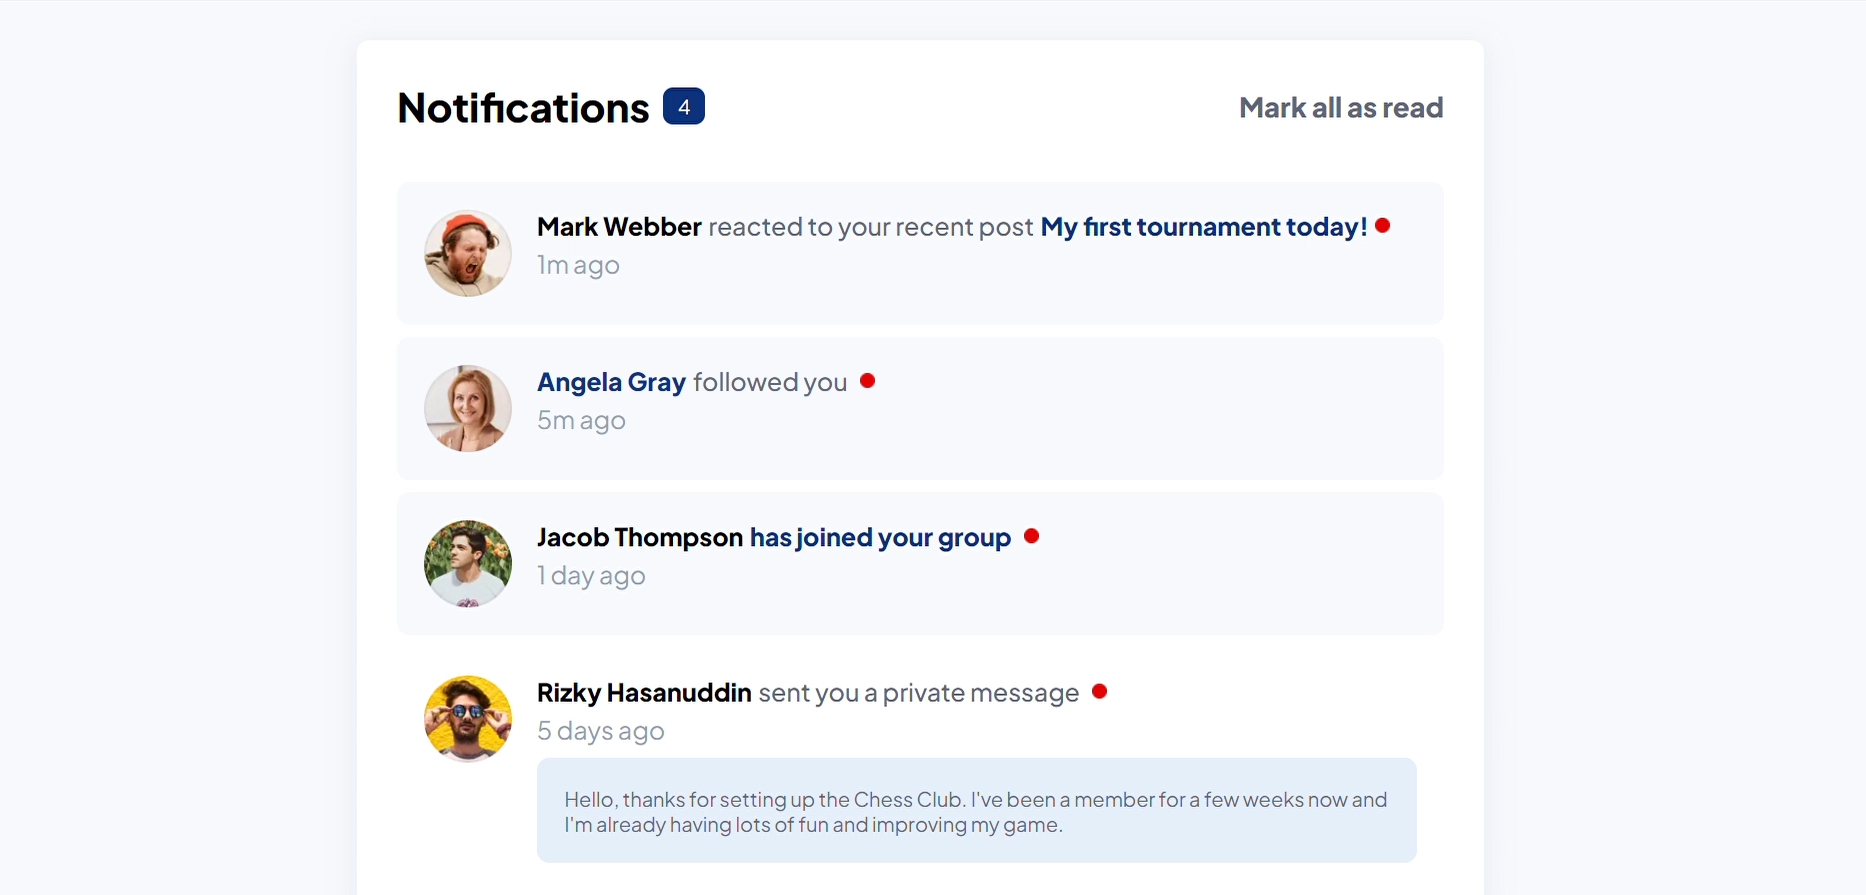 Notifications 4
Mark all as read
Mark Webber reacted to your recent post My first tournament today!
1m ago
Angela Gray followed you
5m ago
Jacob Thompson has joined your group
1 day ago
Rizky Hasanuddin sent you a private message
5 days ago
Hello, thanks for setting up the Chess Club. I've been a member for a few weeks now and
I'm already having lots of fun and improving my game.